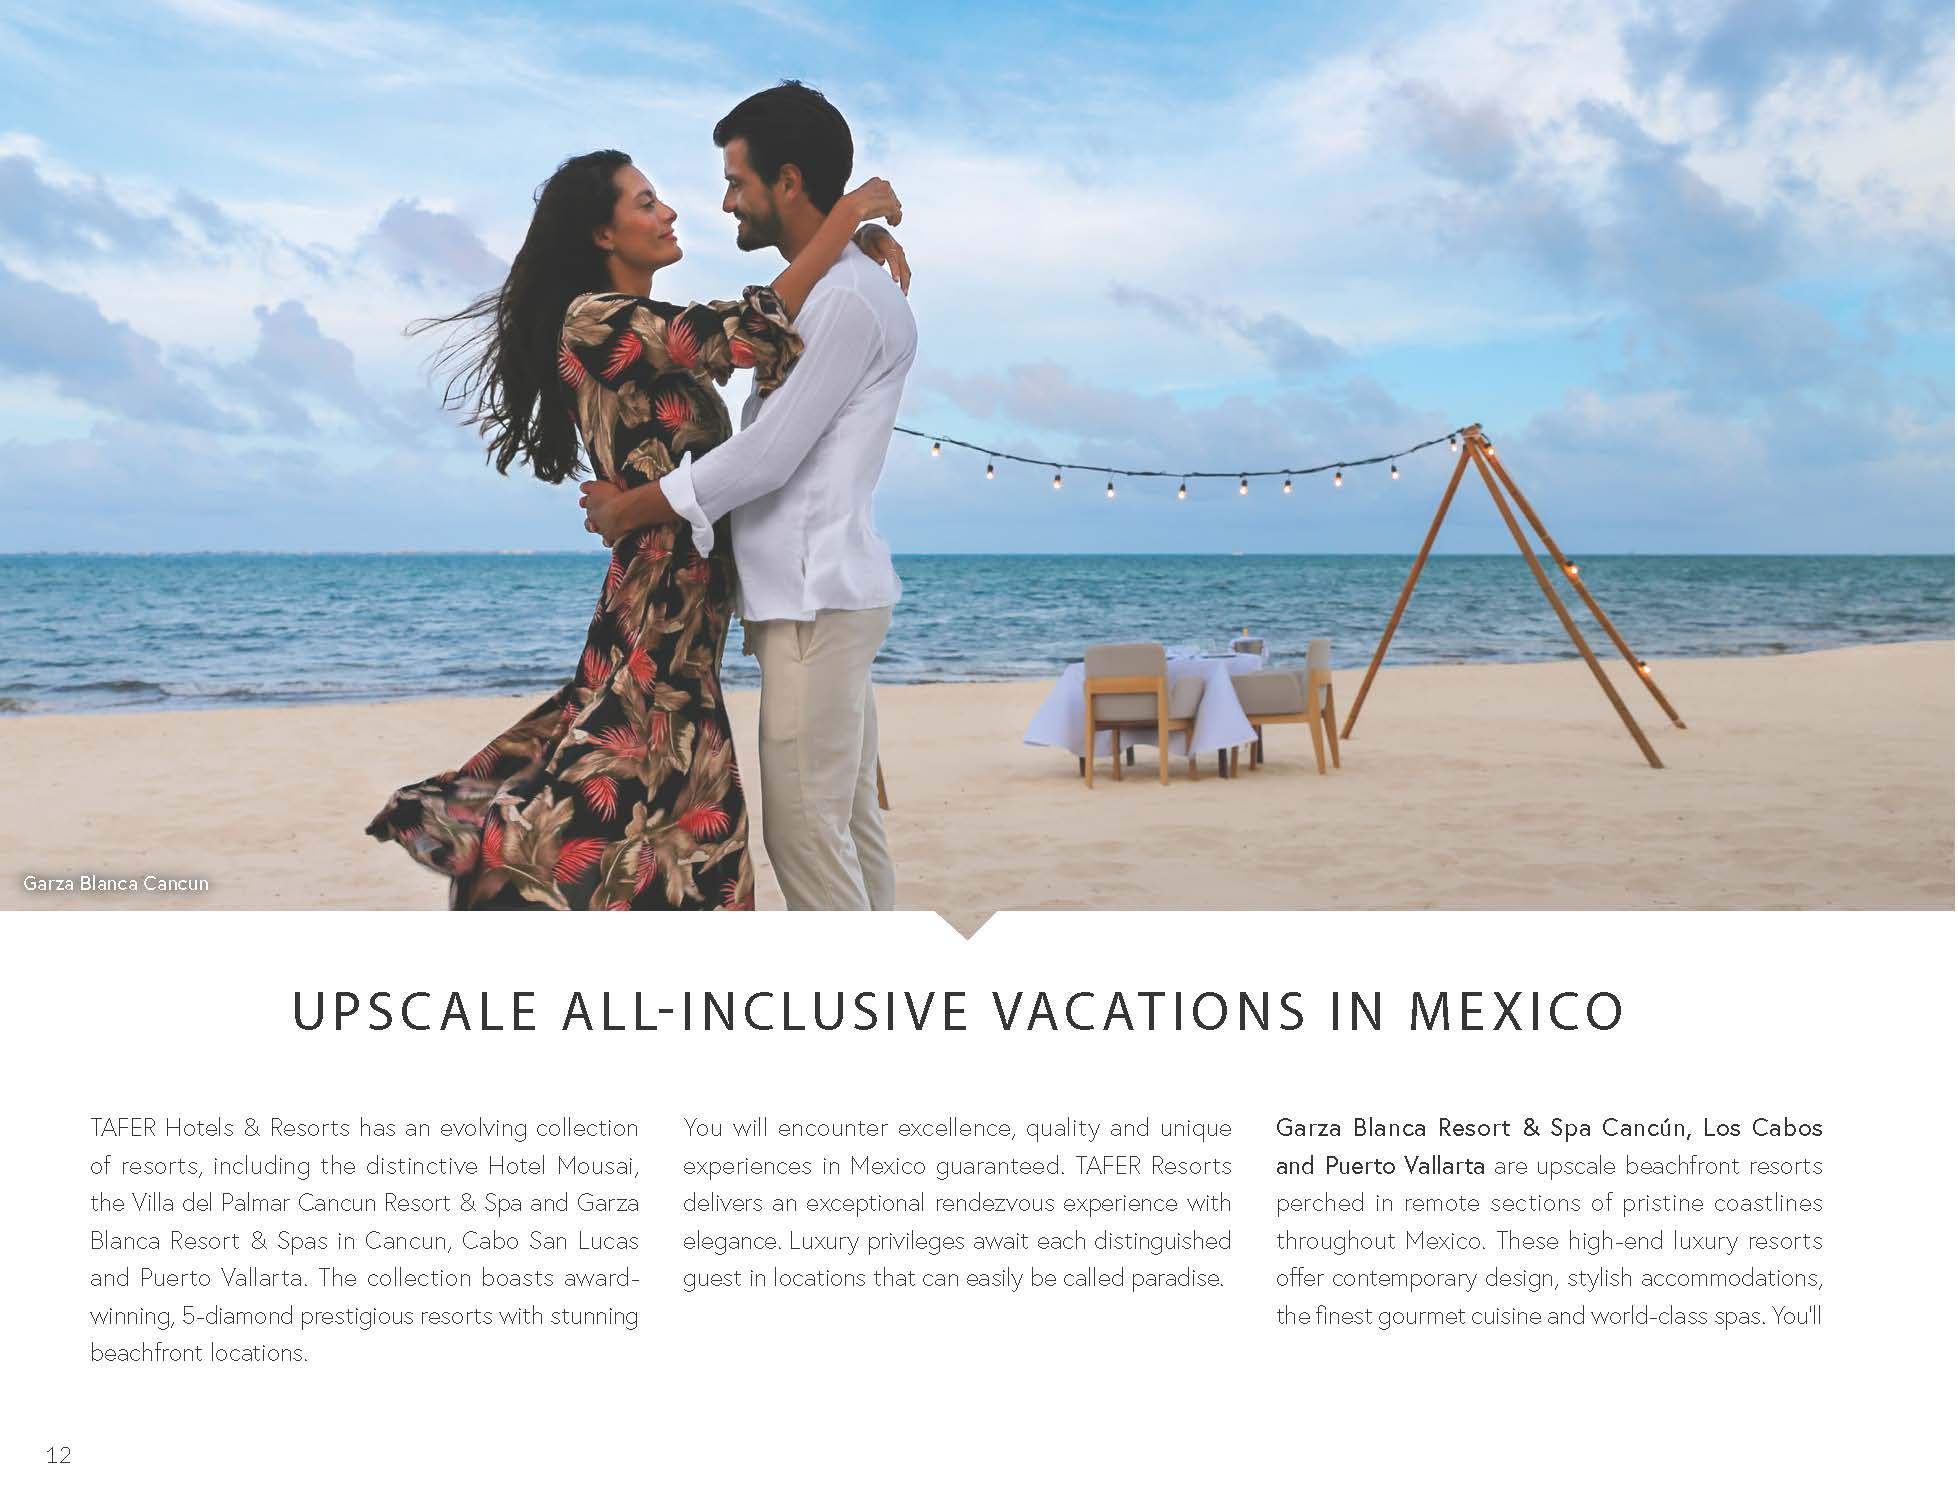 Garza Blanca Cancun
UPSCALE ALL-INCLUSIVE VACATIONS IN MEXICO
TAFER Hotels & Resorts has an evolving collection
of resorts, including the distinctive Hotel Mousai,
the Villa del Palmar Cancun Resort & Spa and Garza
Blanca Resort & Spas in Cancun, Cabo San Lucas
and Puerto Vallarta. The collection boasts award-
winning, 5-diamond prestigious resorts with stunning
beachfront locations.
You will encounter excellence, quality and unique
experiences in Mexico guaranteed. TAFER Resorts
delivers an exceptional rendezvous experience with
elegance. Luxury privileges await each distinguished
guest in locations that can easily be called paradise.
Garza Blanca Resort & Spa Cancún, Los Cabos
and Puerto Vallarta are upscale beachfront resorts
perched in remote sections of pristine coastlines
throughout Mexico. These high-end luxury resorts
offer contemporary design, stylish accommodations,
the finest gourmet cuisine and world-class spas. You'll
12